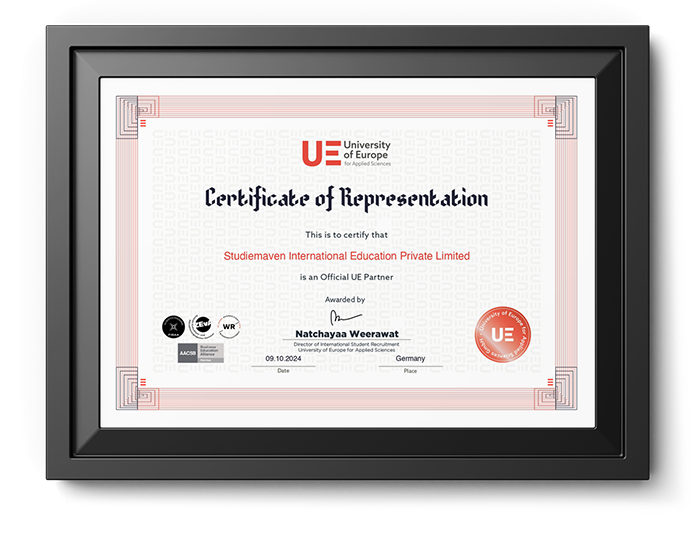 UE University
of Europe
for Applied Sciences
Certificate of Representation
This is to certify that
Studiemaven International Education Private Limited
is an Official UE Partner
Awarded by
Natchayaa Weerawat
Director of International Student Recruitment
University of Europe for Applied Sciences
09.10.2024 Germany
Date Place
ZEvA
WR
AACSB Business
Education
Alliance
University of Europe for Applied Sciences GmbH
UE